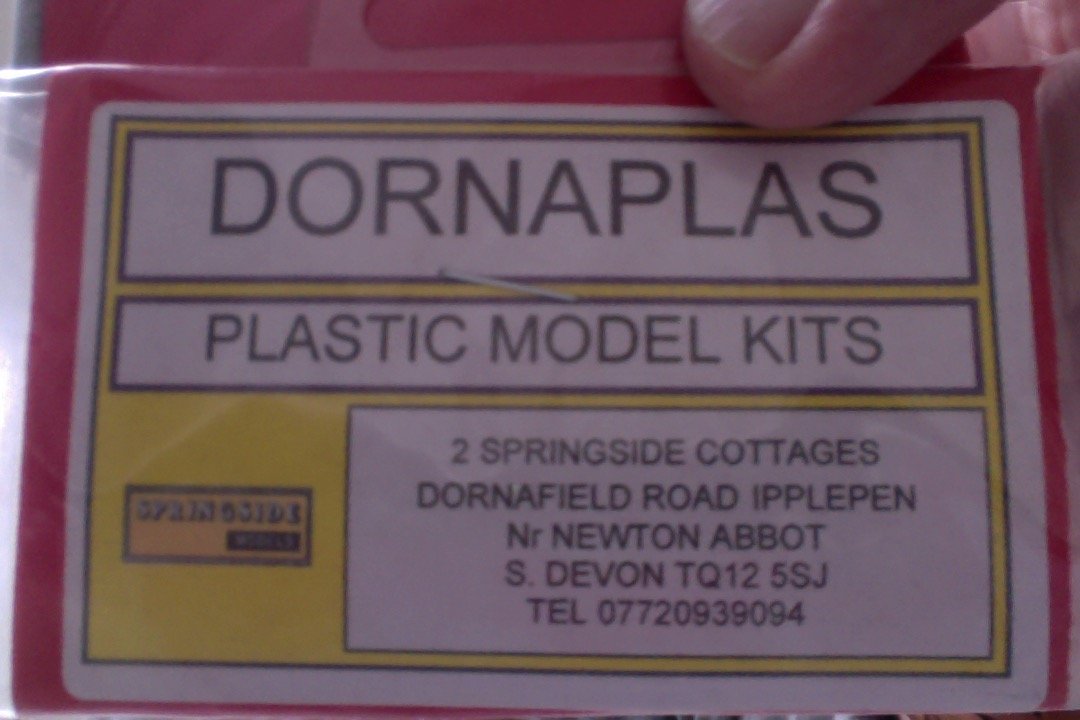 DORNAPLAS
PLASTIC MODEL KITS
2 SPRINGSIDE COTTAGES
DORNAFIELD ROAD IPPLEPEN
Nr NEWTON ABBOT
S. DEVON TQ12 5SJ
TEL 07720939094
SPRINGSIDE
MODELS